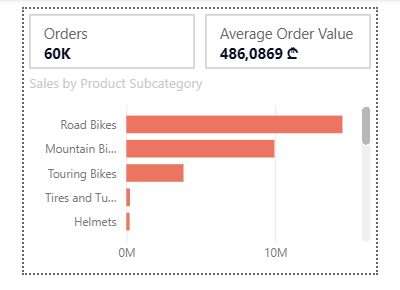 Orders
60K
Average Order Value
486,0869 ₾
Sales by Product Subcategory
Road Bikes
Mountain Bi...
Touring Bikes
Tires and Tu...
Helmets
0M
10M